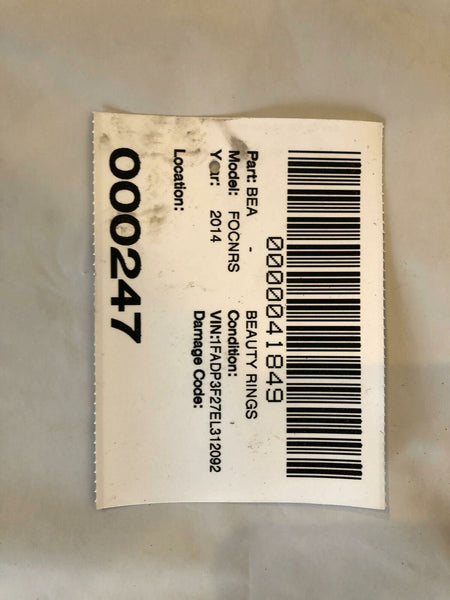 0000041849
Part: BEA - BEAUTY RINGS
Model: FOCNRS Condition:
Year: 2014 VIN:1FADP3F27EL312092
Damage Code:
Location:
000247